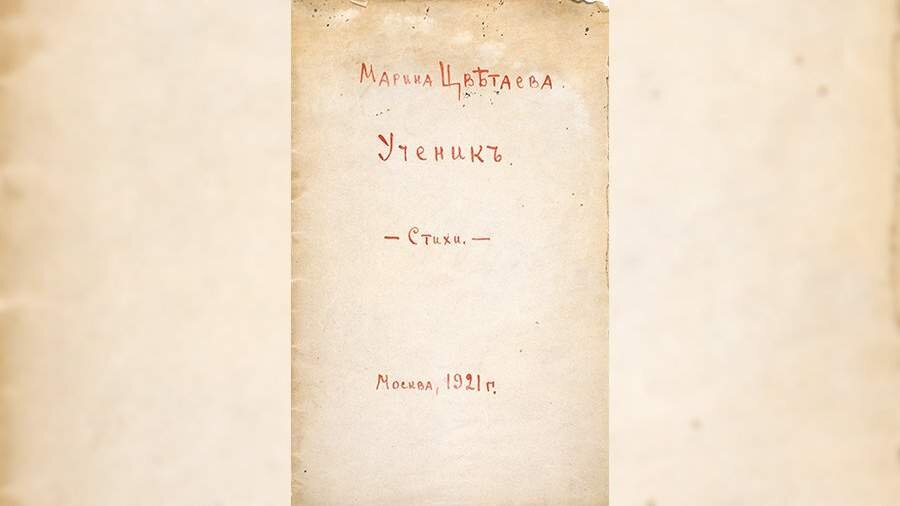 Марина Цвѣтаева.
Ученикъ.
— Стихи. —
Москва, 1921 г.